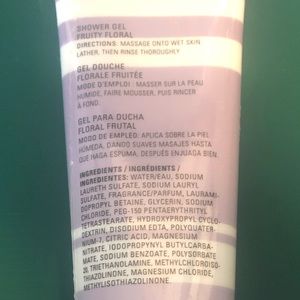 SHOWER GEL
FRUITY FLORAL
DIRECTIONS: MASSAGE ONTO WET SKIN
LATHER, THEN RINSE THOROUGHLY
GEL DOUCHE
FLORALE FRUITÉE
MODE D'EMPLOI : MASSER SUR LA PEAU
HUMIDE, FAIRE MOUSSER, PUIS RINCER
À FOND.
GEL PARA DUCHA
FLORAL FRUTAL
MODO DE EMPLEO: APLICA SOBRE LA PIEL
HÚMEDA, DANDO SUAVES MASAJES HASTA
QUE HAGA ESPUMA; DESPUÉS ENJUAGA BIEN.
INGREDIENTS / INGRÉDIENTS /
INGREDIENTES: WATER/EAU, SODIUM
LAURETH SULFATE, SODIUM LAURYL
SULFATE, FRAGRANCE/PARFUM, LAURAMI-
DOPROPYL BETAINE, GLYCERIN, SODIUM
CHLORIDE, PEG-150 PENTAERYTHRITYL
TETRASTEARATE, HYDROXYPROPYL CYCLO-
DEXTRIN, DISODIUM EDTA, POLYQUATER-
NIUM-7, CITRIC ACID, MAGNESIUM
NITRATE, IODOPROPYNYL BUTYLCARBA-
MATE, SODIUM BENZOATE, POLYSORBATE
20, TRIETHANOLAMINE, METHYLCHLOROISO-
THIAZOLINONE, MAGNESIUM CHLORIDE,
METHYLISOTHIAZOLINONE.